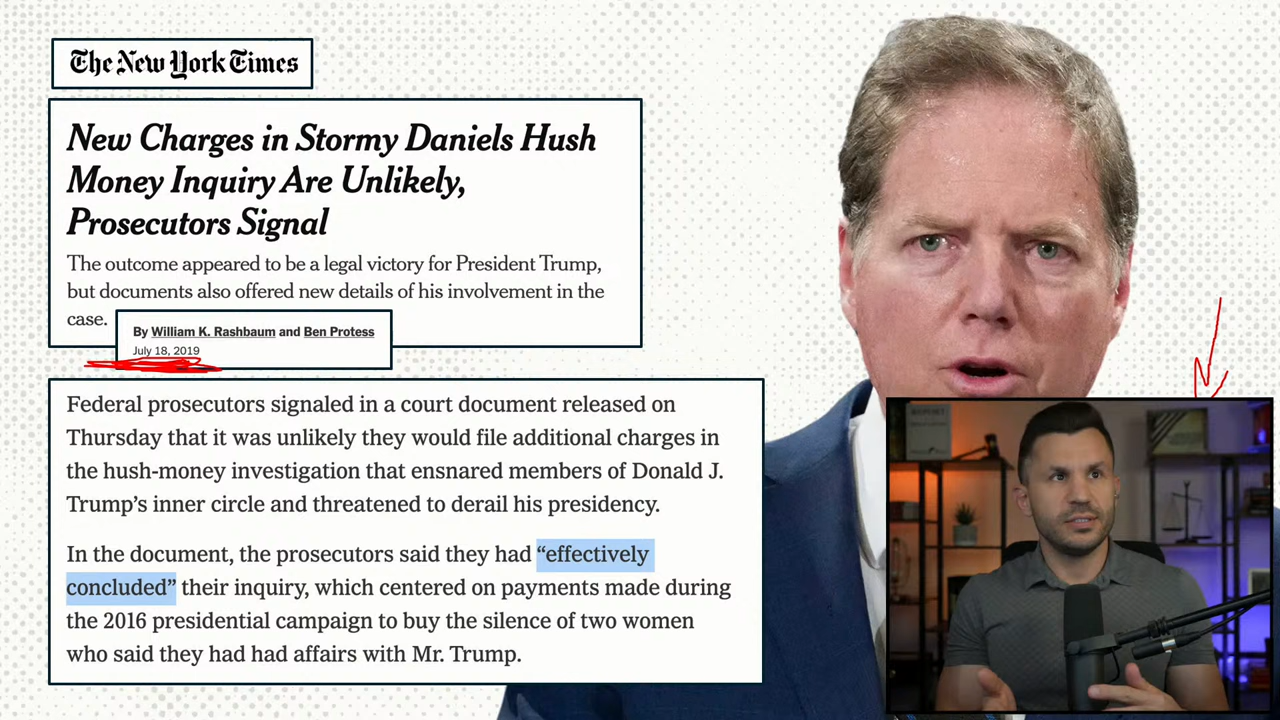 The New York Times
New Charges in Stormy Daniels Hush
Money Inquiry Are Unlikely,
Prosecutors Signal
The outcome appeared to be a legal victory for President Trump,
but documents also offered new details of his involvement in the
case.
By William K. Rashbaum and Ben Protess
July 18, 2019
Federal prosecutors signaled in a court document released on
Thursday that it was unlikely they would file additional charges in
the hush-money investigation that ensnared members of Donald J.
Trump’s inner circle and threatened to derail his presidency.
In the document, the prosecutors said they had “effectively
concluded” their inquiry, which centered on payments made during
the 2016 presidential campaign to buy the silence of two women
who said they had had affairs with Mr. Trump.